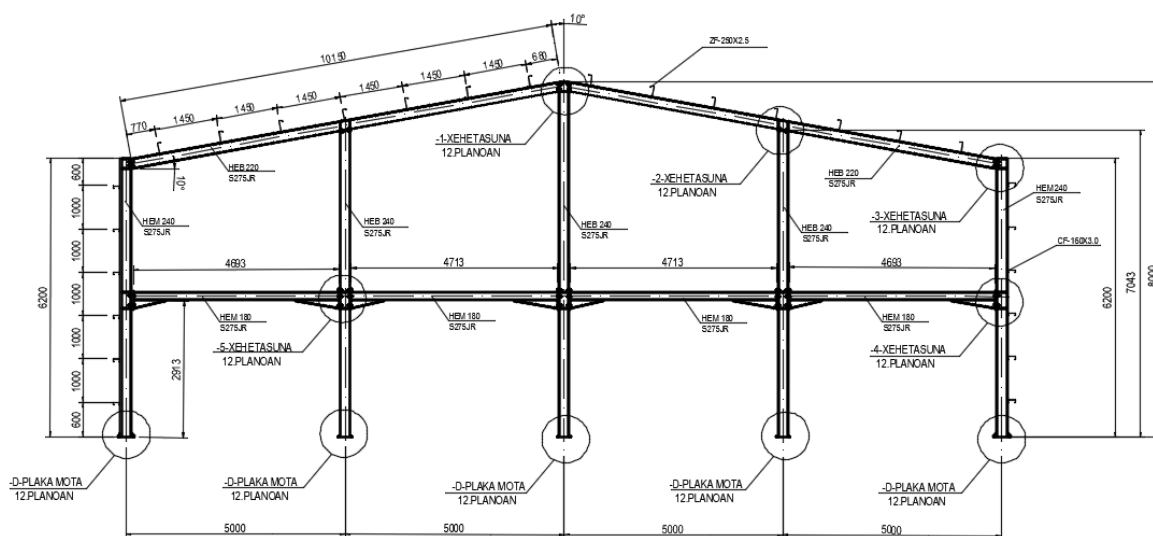 10°
10150
ZF-250X2.5
680
1450
1450
1450
1450
1450
1450
770
-1-XEHETASUNA
12.PLANOAN
HEB 220
S275JR
10°
-2-XEHETASUNA
12.PLANOAN
HEB 220
S275JR
600
HEM 240
S275JR
HEB 240
S275JR
HEB 240
S275JR
HEB 240
S275JR
HEM 240
S275JR
-3-XEHETASUNA
12.PLANOAN
CF-160X3.0
1000
1000
1000
1000
1000
600
6200
4693
4713
4713
4693
6200
7043
8000
HEM 180
S275JR
HEM 180
S275JR
HEM 180
S275JR
HEM 180
S275JR
-5-XEHETASUNA
12.PLANOAN
-4-XEHETASUNA
12.PLANOAN
2913
-D-PLAKA MOTA
12.PLANOAN
-D-PLAKA MOTA
12.PLANOAN
-D-PLAKA MOTA
12.PLANOAN
-D-PLAKA MOTA
12.PLANOAN
-D-PLAKA MOTA
12.PLANOAN
5000
5000
5000
5000